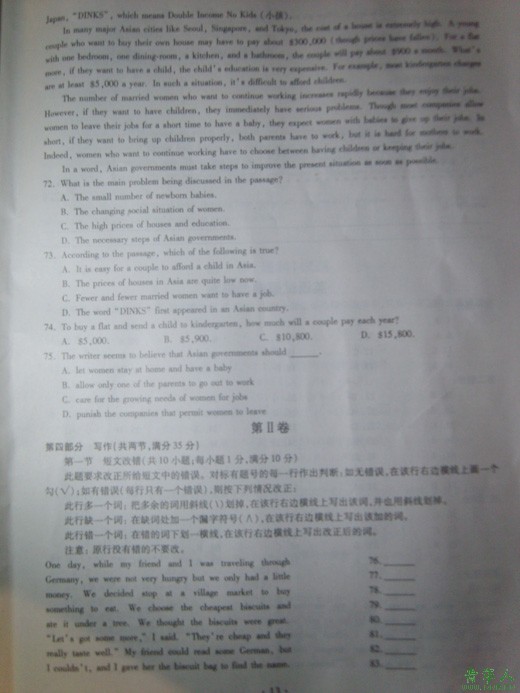 Japan, "DINKS", which means Double Income No Kids (小孩).
In many major Asian cities like Seoul, Singapore, and Tokyo, the cost of a house is extremely high. A young
couple who want to buy their own house may have to pay about $300,000 (though prices have fallen). For a flat
with one bedroom, one dining-room, a kitchen, and a bathroom, the couple will pay about $900 a month. What's
more, if they want to have a child, the child's education is very expensive. For example, most kindergarten charges
are at least $5,000 a year. In such a situation, it's difficult to afford children.
The number of married women who want to continue working increases rapidly because they enjoy their jobs.
However, if they want to have children, they immediately have serious problems. Though most companies allow
women to leave their jobs for a short time to have a baby, they expect women with babies to give up their jobs. In
short, if they want to bring up children properly, both parents have to work, but it is hard for mothers to work.
Indeed, women who want to continue working have to choose between having children or keeping their jobs.
In a word, Asian governments must take steps to improve the present situation as soon as possible.
72. What is the main problem being discussed in the passage?
A. The small number of newborn babies.
B. The changing social situation of women.
C. The high prices of houses and education.
D. The necessary steps of Asian governments.
73. According to the passage, which of the following is true?
A. It is easy for a couple to afford a child in Asia.
B. The prices of houses in Asia are quite low now.
C. Fewer and fewer married women want to have a job.
D. The word "DINKS" first appeared in an Asian country.
74. To buy a flat and send a child to kindergarten, how much will a couple pay each year?
A. $5,000. B. $5,900. C. $10,800. D. $15,800.
75. The writer seems to believe that Asian governments should ______.
A. let women stay at home and have a baby
B. allow only one of the parents to go out to work
C. care for the growing needs of women for jobs
D. punish the companies that permit women to leave
第Ⅱ卷
第四部分 写作(共两节,满分35分)
第一节 短文改错(共10小题;每小题1分,满分10分)
此题要求改正所给短文中的错误。对标有题号的每一行作出判断:如无错误,在该行右边横线上画一个
勾(√);如有错误(每行只有一个错误),则按下列情况改正:
此行多一个词:把多余的词用斜线(\)划掉,在该行右边横线上写出该词,并也用斜线划掉。
此行缺一个词:在缺词处加一个漏字符号(∧),在该行右边横线上写出该加的词。
此行错一个词:在错的词下划一横线,在该行右边横线上写出改正后的词。
注意:原行没有错的不要改。
One day, while my friend and I was traveling through 76. ______
Germany, we were not very hungry but we only had a little 77. ______
money. We decided stop at a village market to buy 78. ______
something to eat. We choose the cheapest biscuits and 79. ______
ate it under a tree. We thought the biscuits were great. 80. ______
"Let's got some more," I said. "They're cheap and they 81. ______
really taste well." My friend could read some German, but 82. ______
I couldn't, and I gave her the biscuit bag to find the name. 83. ______
· 13 ·